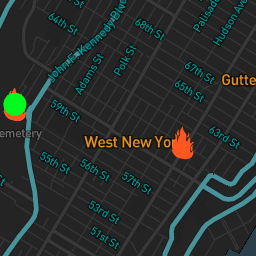 64th St
68th St
Palisade
Hudson Ave
John F. Kennedy Blvd
Adams St
Polk St
67th St
65th St
Gutte
59th St
63rd St
emetery
West New Yo
55th St
56th St
57th St
St
53rd St
51st St